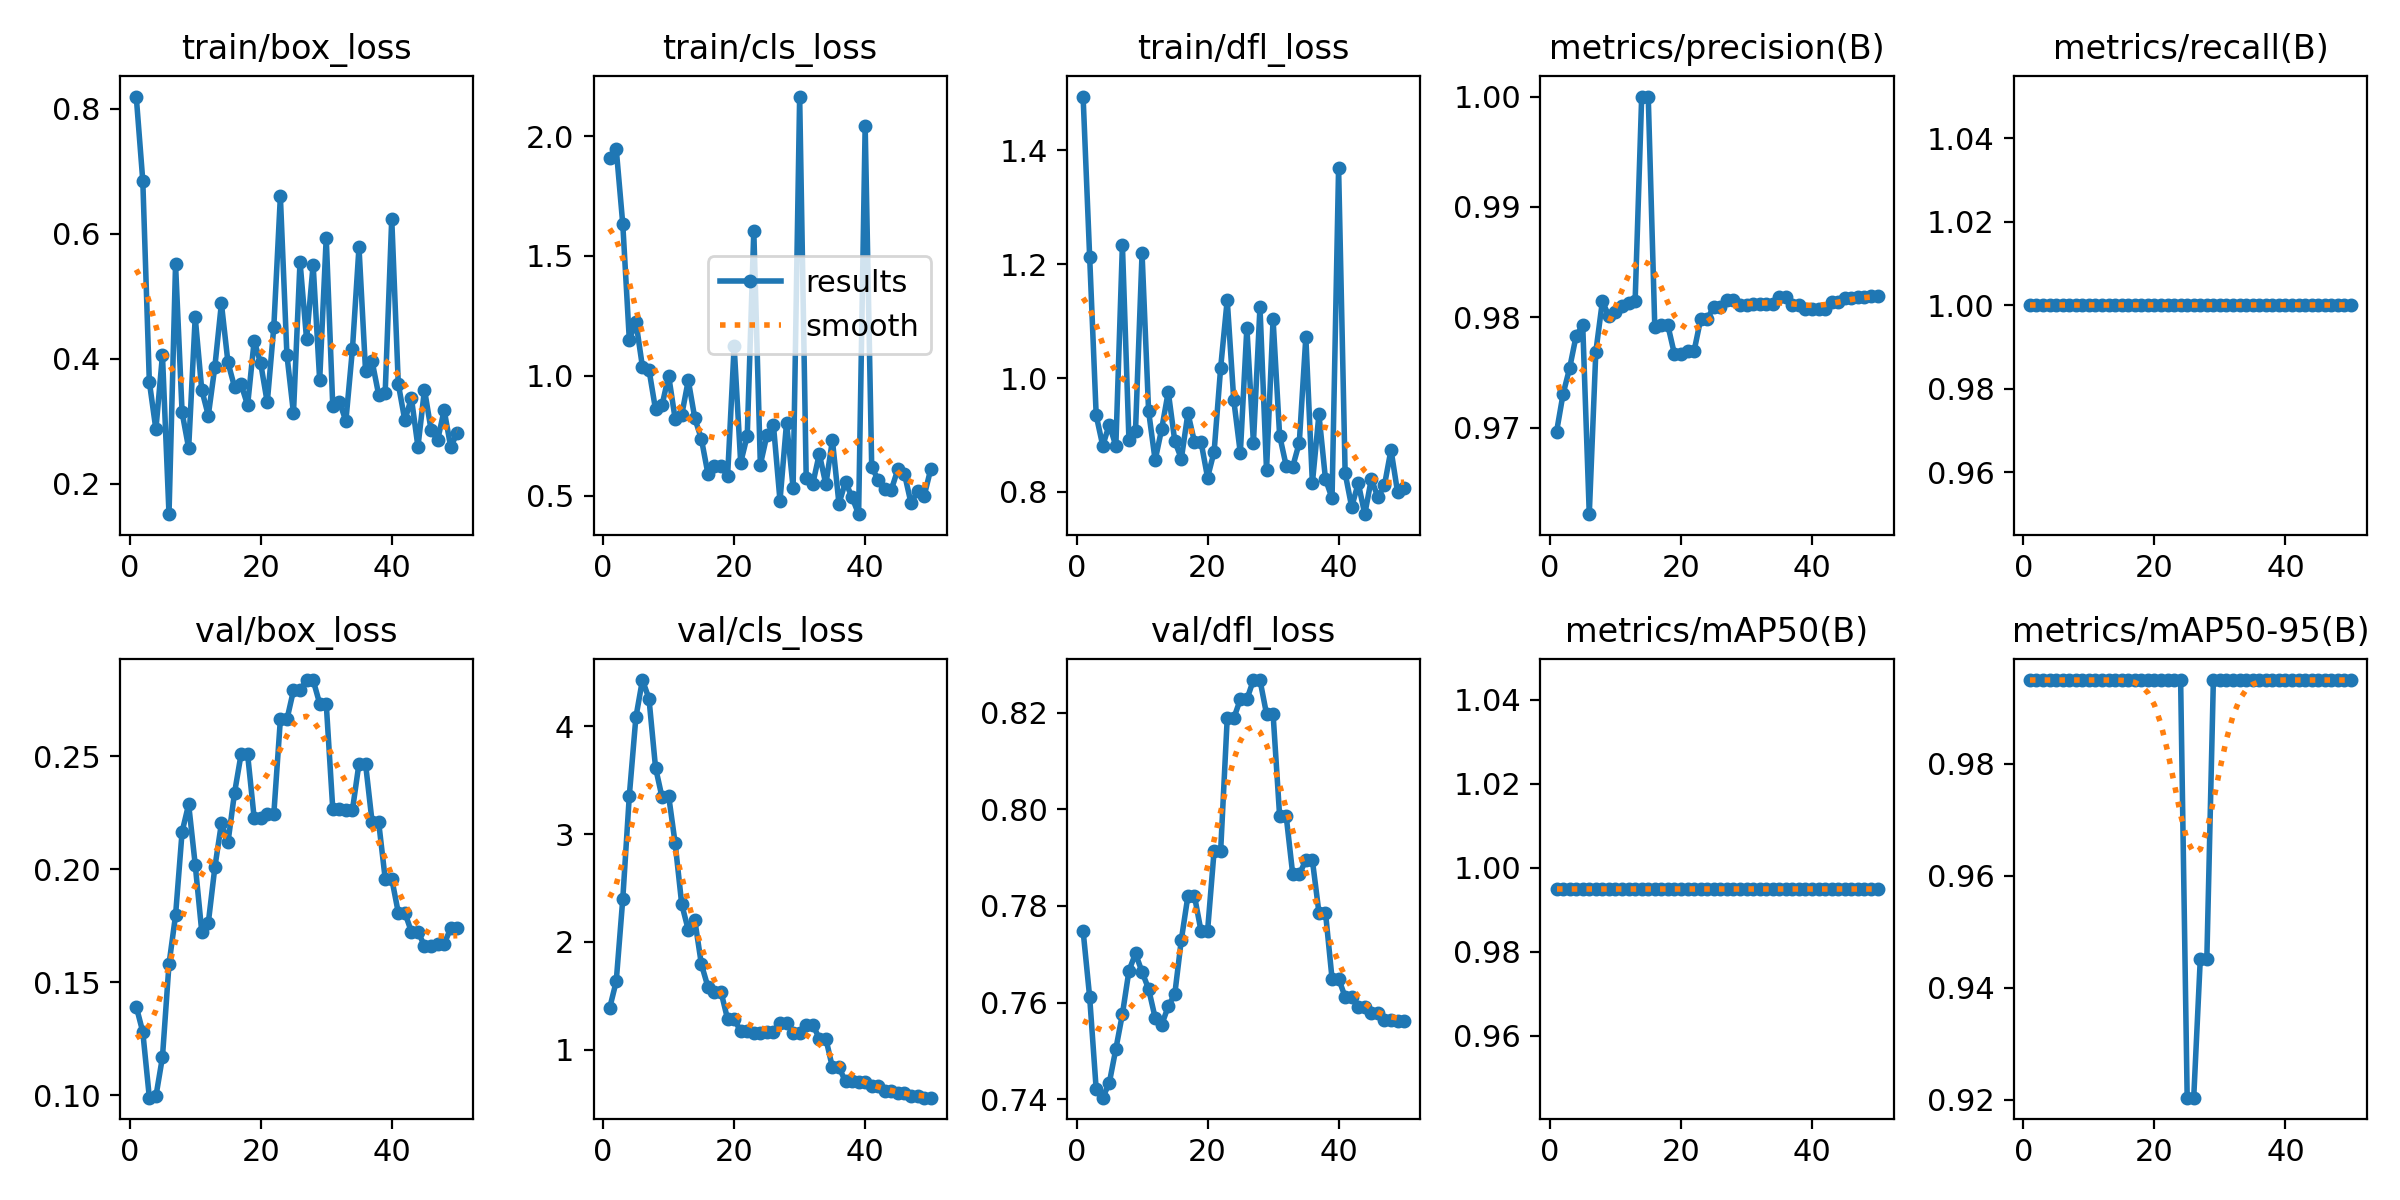 train/box_loss
0.8
0.6
0.4
0.2
0 20 40
train/cls_loss
2.0
1.5
1.0
0.5
results
smooth
0 20 40
train/dfl_loss
1.4
1.2
1.0
0.8
0 20 40
metrics/precision(B)
1.00
0.99
0.98
0.97
0 20 40
metrics/recall(B)
1.04
1.02
1.00
0.98
0.96
0 20 40
val/box_loss
0.25
0.20
0.15
0.10
0 20 40
val/cls_loss
4
3
2
1
0 20 40
val/dfl_loss
0.82
0.80
0.78
0.76
0.74
0 20 40
metrics/mAP50(B)
1.04
1.02
1.00
0.98
0.96
0 20 40
metrics/mAP50-95(B)
0.98
0.96
0.94
0.92
0 20 40